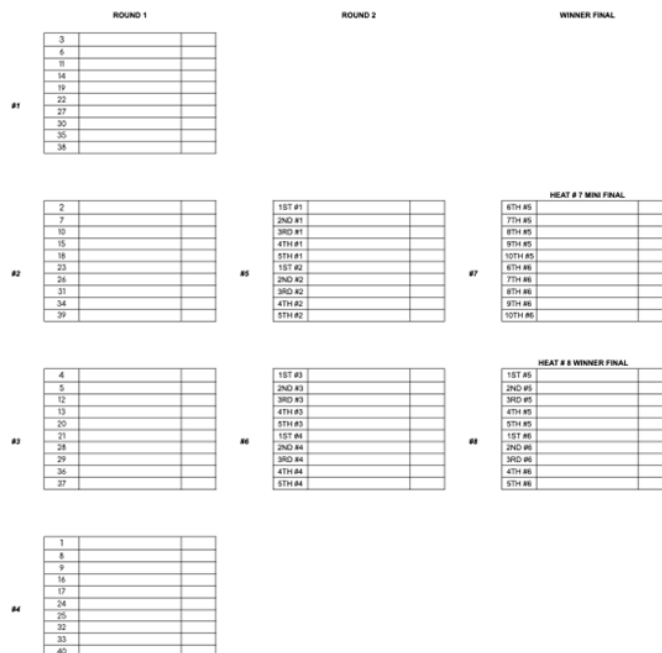 ROUND 1
ROUND 2
WINNER FINAL
#1
3
6
11
14
19
22
27
30
35
38
#2
2
7
10
15
18
23
26
31
34
39
#5
1ST #1
2ND #1
3RD #1
4TH #1
5TH #1
1ST #2
2ND #2
3RD #2
4TH #2
5TH #2
HEAT # 7 MINI FINAL
#7
6TH #5
7TH #5
8TH #5
9TH #5
10TH #5
6TH #6
7TH #6
8TH #6
9TH #6
10TH #6
#3
4
5
12
13
20
21
28
29
36
37
#6
1ST #3
2ND #3
3RD #3
4TH #3
5TH #3
1ST #4
2ND #4
3RD #4
4TH #4
5TH #4
HEAT # 8 WINNER FINAL
#8
1ST #5
2ND #5
3RD #5
4TH #5
5TH #5
1ST #6
2ND #6
3RD #6
4TH #6
5TH #6
#4
1
8
9
16
17
24
25
32
33
40